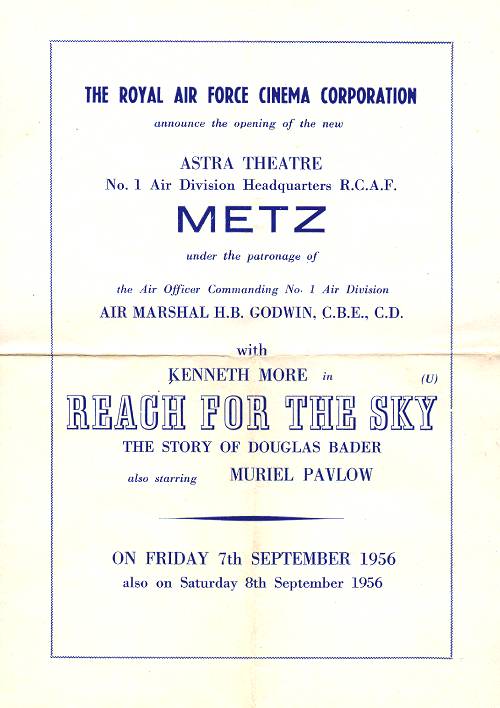 THE ROYAL AIR FORCE CINEMA CORPORATION
announce the opening of the new
ASTRA THEATRE
No. 1 Air Division Headquarters R.C.A.F.
METZ
under the patronage of
the Air Officer Commanding No. 1 Air Division
AIR MARSHAL H.B. GODWIN, C.B.E., C.D.
with
KENNETH MORE in (U)
REACH FOR THE SKY
THE STORY OF DOUGLAS BADER
also starring MURIEL PAVLOW
ON FRIDAY 7th SEPTEMBER 1956
also on Saturday 8th September 1956